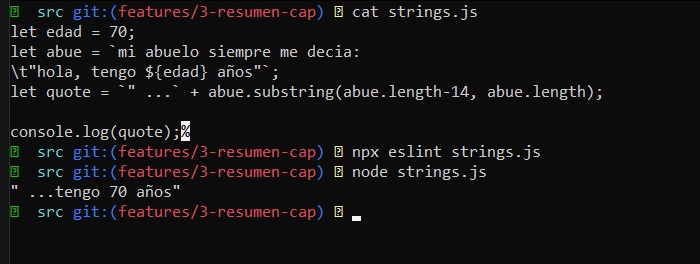 src git:(features/3-resumen-cap) cat strings.js
let edad = 70;
let abue = `mi abuelo siempre me decia:
\t"hola, tengo ${edad} años"`;
let quote = `" ...` + abue.substring(abue.length-14, abue.length);
console.log(quote);%
src git:(features/3-resumen-cap) npx eslint strings.js
src git:(features/3-resumen-cap) node strings.js
" ...tengo 70 años"
src git:(features/3-resumen-cap)